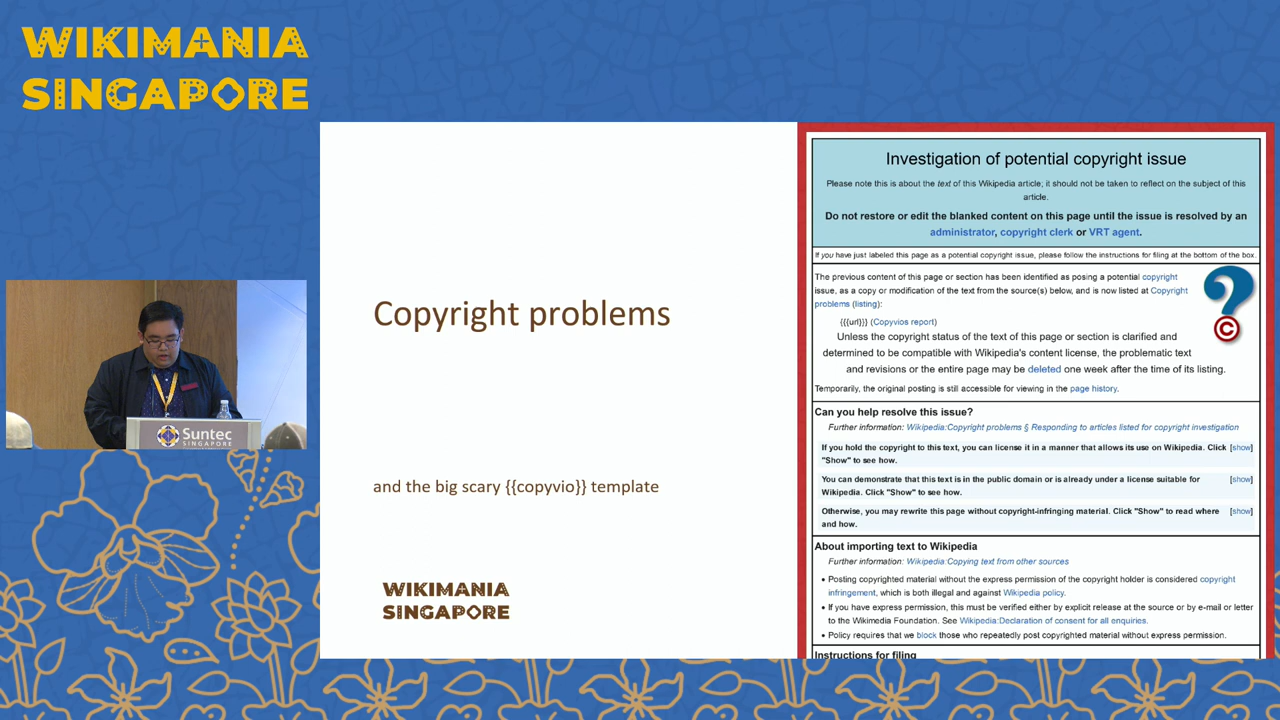 WIKIMANIA
SINGAPORE
Suntec
SINGAPORE
Copyright problems
and the big scary {{copyvio}} template
WIKIMANIA
SINGAPORE
Investigation of potential copyright issue
Please note this is about the text of this Wikipedia article; it should not be taken to reflect on the subject of this
article.
Do not restore or edit the blanked content on this page until the issue is resolved by an
administrator, copyright clerk or VRT agent.
If you have just labeled this page as a potential copyright issue, please follow the instructions for filing at the bottom of the box.
The previous content of this page or section has been identified as posing a potential copyright
issue, as a copy or modification of the text from the source(s) below, and is now listed at Copyright
problems (listing):
{{{url}}} (Copyvios report)
Unless the copyright status of the text of this page or section is clarified and
determined to be compatible with Wikipedia's content license, the problematic text
and revisions or the entire page may be deleted one week after the time of its listing.
Temporarily, the original posting is still accessible for viewing in the page history.
Can you help resolve this issue?
Further information: Wikipedia:Copyright problems § Responding to articles listed for copyright investigation
If you hold the copyright to this text, you can license it in a manner that allows its use on Wikipedia. Click [show]
"Show" to see how.
You can demonstrate that this text is in the public domain or is already under a license suitable for [show]
Wikipedia. Click "Show" to see how.
Otherwise, you may rewrite this page without copyright-infringing material. Click "Show" to read where [show]
and how.
About importing text to Wikipedia
Further information: Wikipedia:Copying text from other sources
• Posting copyrighted material without the express permission of the copyright holder is considered copyright
infringement, which is both illegal and against Wikipedia policy.
• If you have express permission, this must be verified either by explicit release at the source or by e-mail or letter
to the Wikimedia Foundation. See Wikipedia:Declaration of consent for all enquiries.
• Policy requires that we block those who repeatedly post copyrighted material without express permission.
Instructions for filing